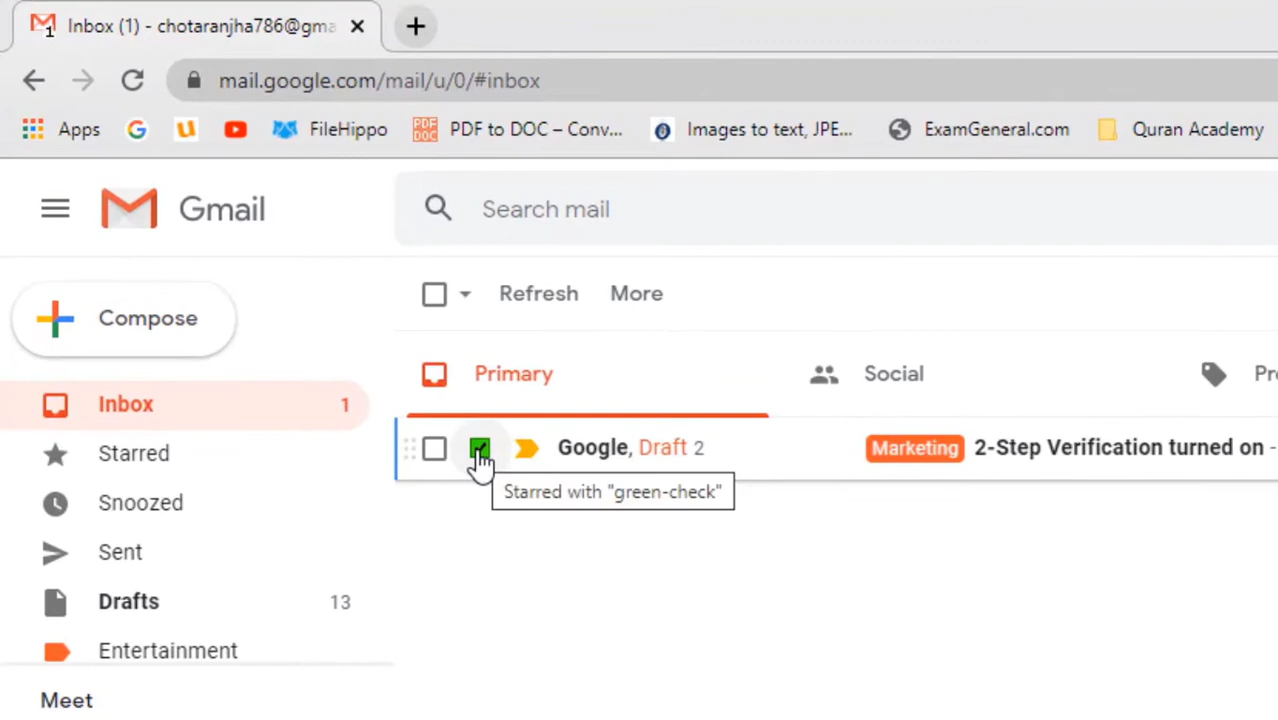 Inbox (1) - chotaranjha786@gma
mail.google.com/mail/u/0/#inbox
Apps FileHippo PDF to DOC – Conv... Images to text, JPE... ExamGeneral.com Quran Academy
Gmail Search mail
Refresh More
Compose
Primary Social Pr
Inbox 1
Google, Draft 2 Marketing 2-Step Verification turned on -
Starred
Starred with "green-check"
Snoozed
Sent
Drafts 13
Entertainment
Meet